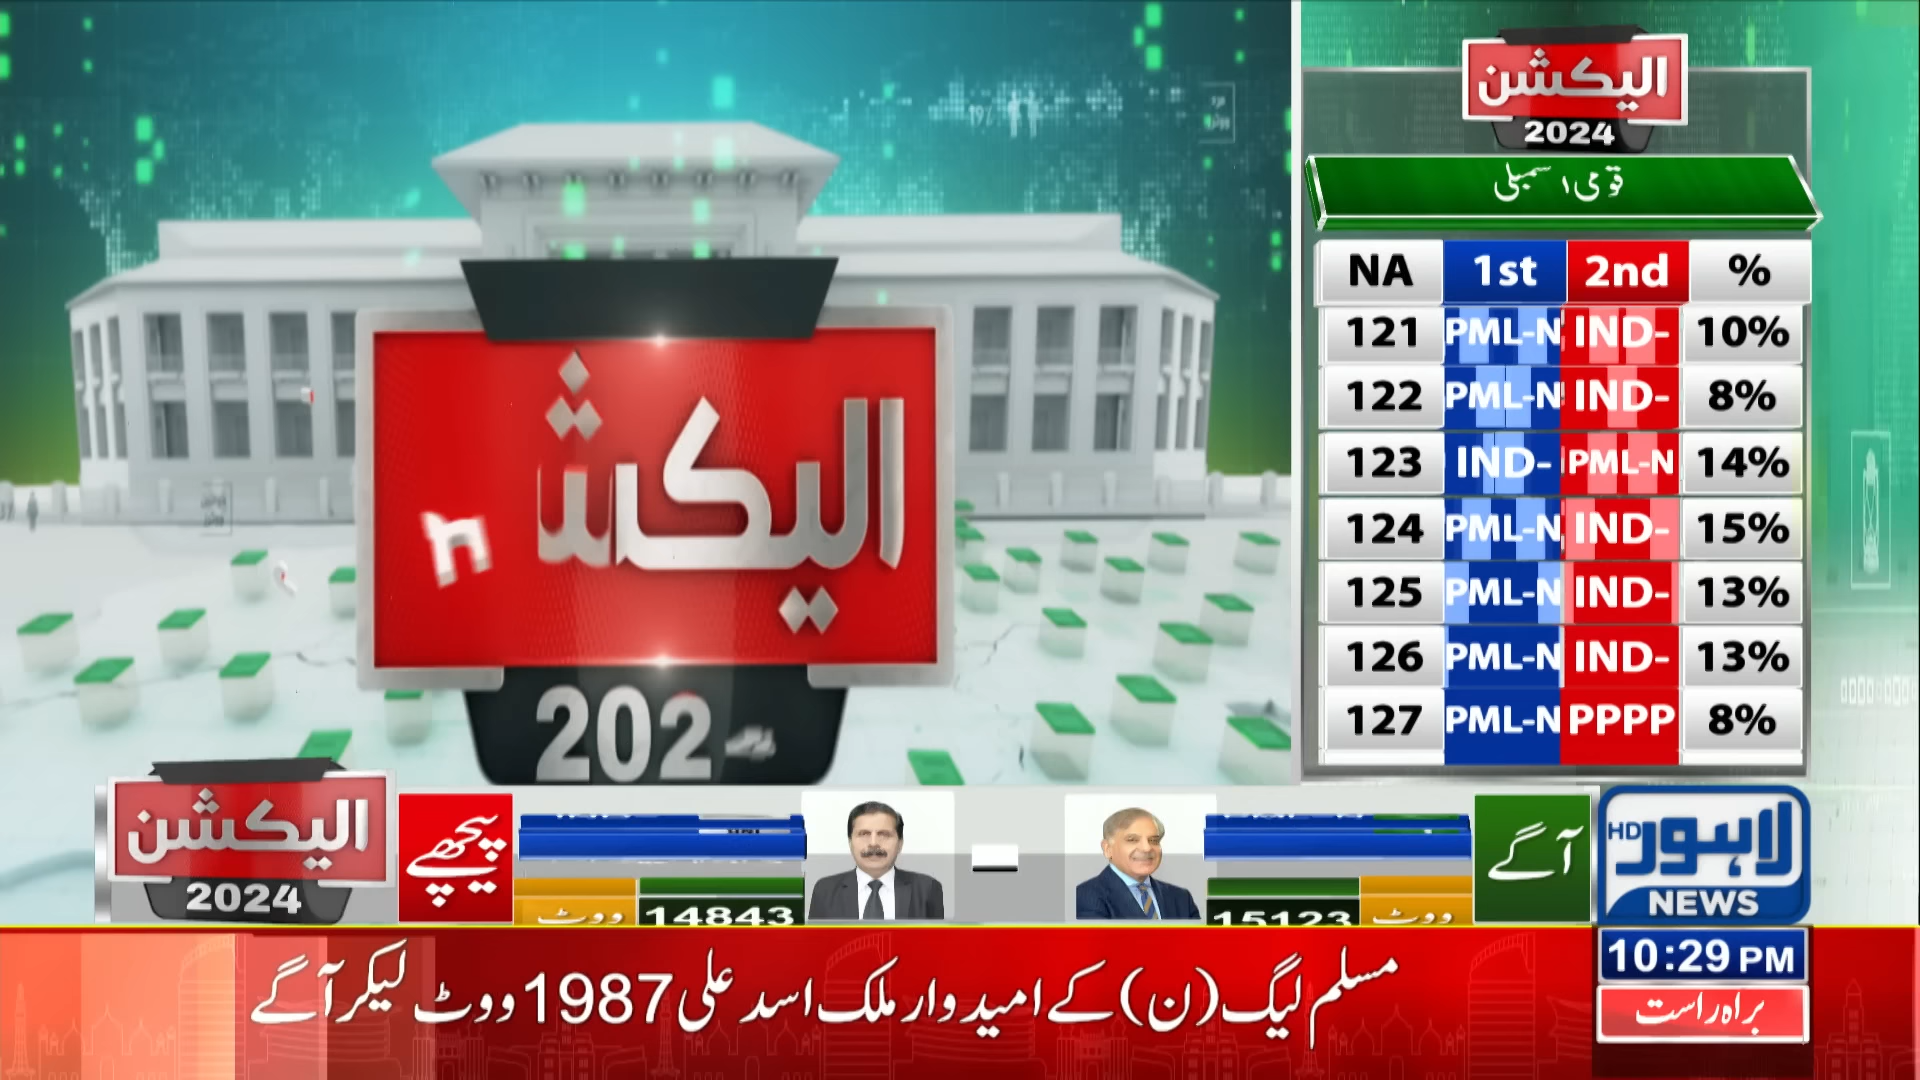 الیکشن
202
الیکشن
2024
قومی اسمبلی
NA 1st 2nd %
121 PML-N IND- 10%
122 PML-N IND- 8%
123 IND- PML-N 14%
124 PML-N IND- 15%
125 PML-N IND- 13%
126 PML-N IND- 13%
127 PML-N PPPP 8%
الیکشن
2024
پیچھے
ووٹ
14843
15123
ووٹ
آگے
لاہور
HD
NEWS
مسلم لیگ (ن) کے امیدوار ملک اسد علی 1987 ووٹ لیکر آگے
10:29 PM
براہ راست